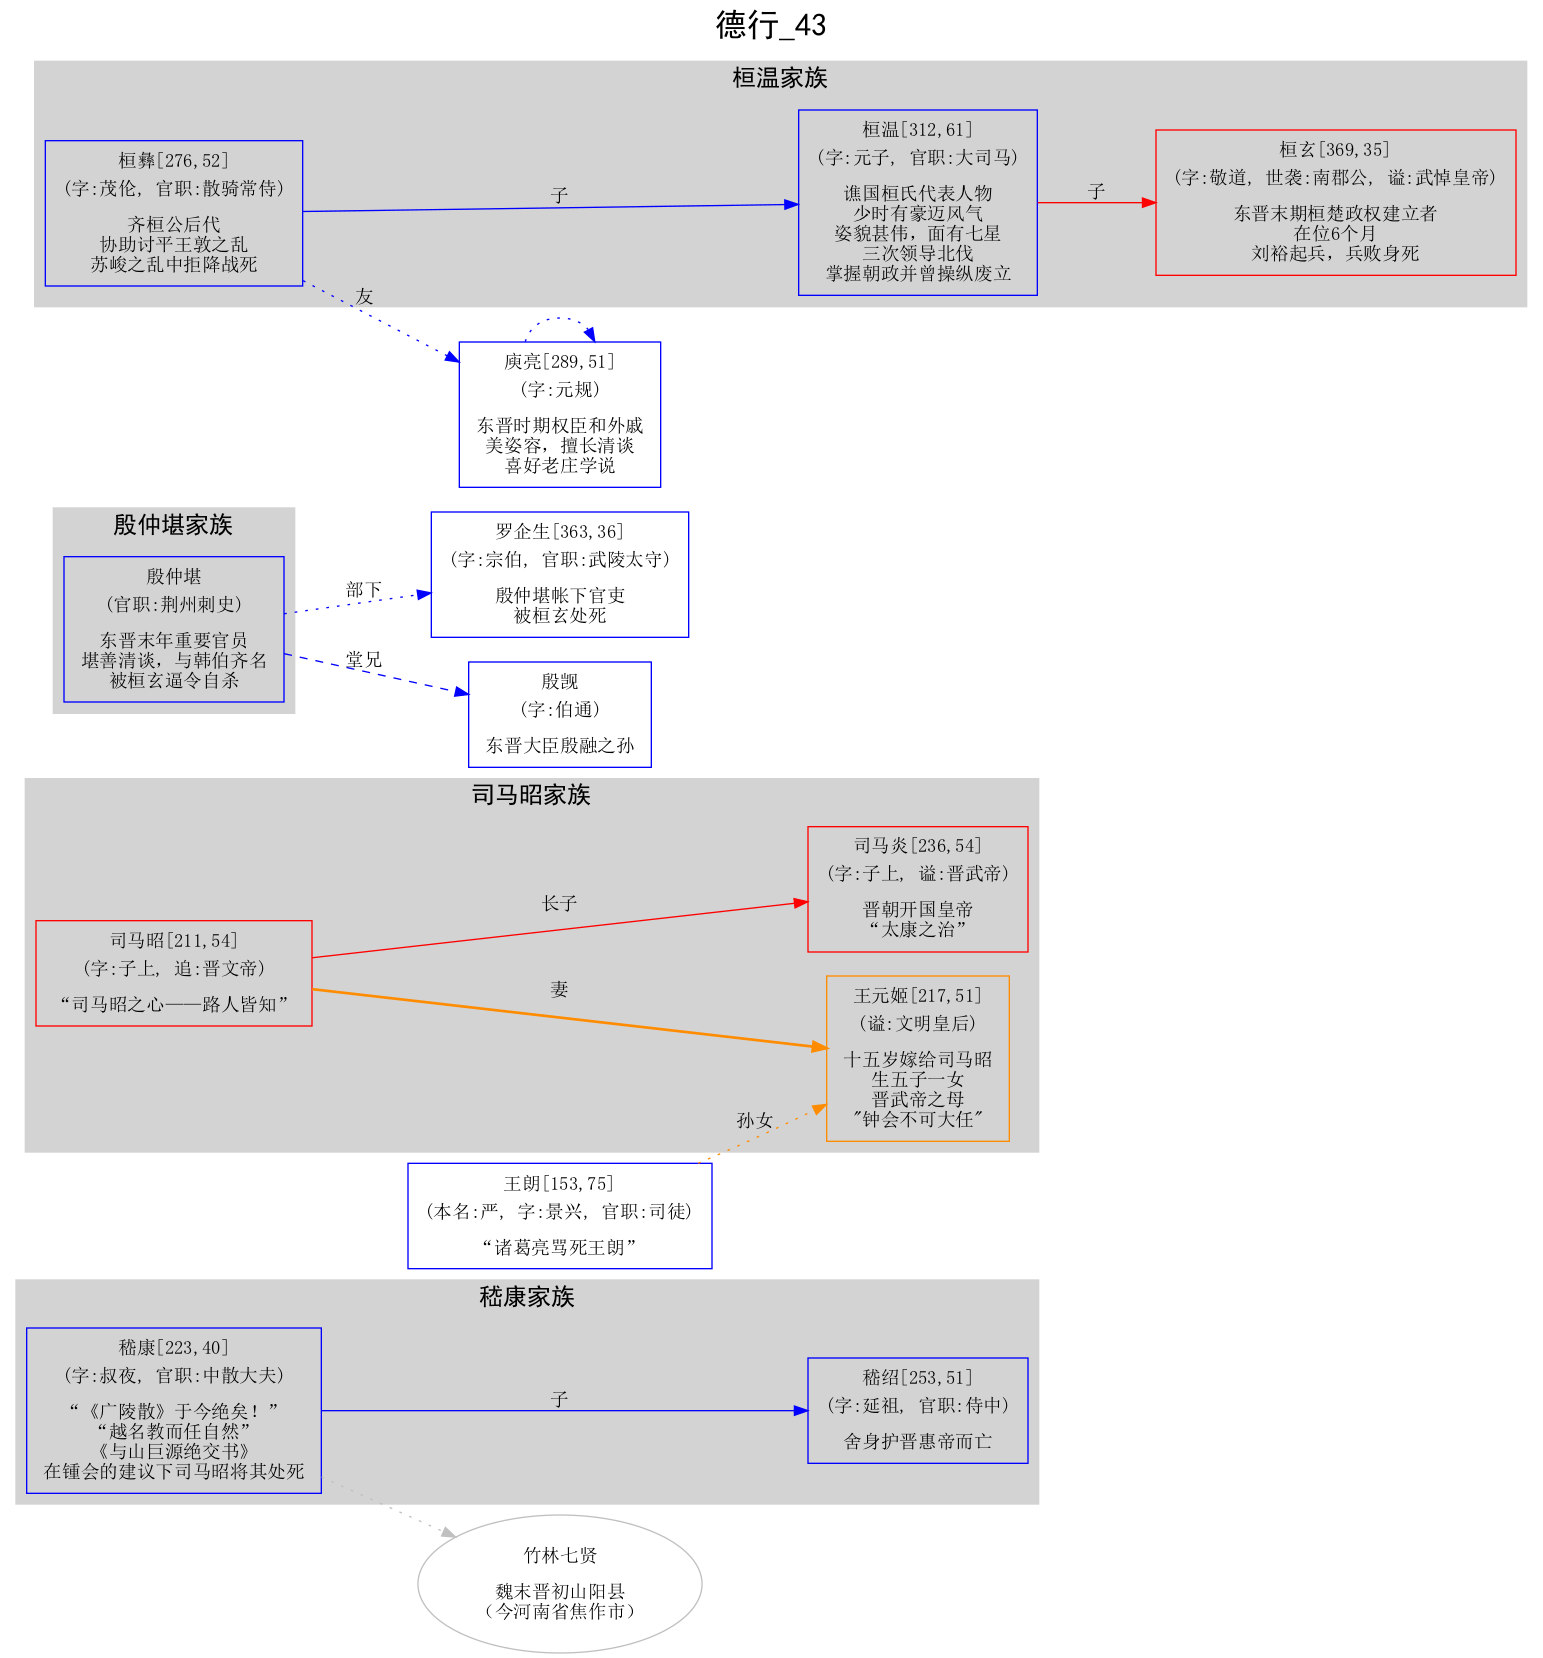 德行_43
桓温家族
桓彝[276,52]
(字:茂伦, 官职:散骑常侍)
齐桓公后代
协助讨平王敦之乱
苏峻之乱中拒降战死
子
桓温[312,61]
(字:元子, 官职:大司马)
谯国桓氏代表人物
少时有豪迈风气
姿貌甚伟，面有七星
三次领导北伐
掌握朝政并曾操纵废立
子
桓玄[369,35]
(字:敬道, 世袭:南郡公, 谥:武悼皇帝)
东晋末期桓楚政权建立者
在位6个月
刘裕起兵，兵败身死
友
庾亮[289,51]
(字:元规)
东晋时期权臣和外戚
美姿容，擅长清谈
喜好老庄学说
殷仲堪家族
殷仲堪
(官职:荆州刺史)
东晋末年重要官员
堪善清谈，与韩伯齐名
被桓玄逼令自杀
部下
罗企生[363,36]
(字:宗伯, 官职:武陵太守)
殷仲堪帐下官吏
被桓玄处死
堂兄
殷觊
(字:伯通)
东晋大臣殷融之孙
司马昭家族
司马昭[211,54]
(字:子上, 追:晋文帝)
“司马昭之心——路人皆知”
长子
司马炎[236,54]
(字:子上, 谥:晋武帝)
晋朝开国皇帝
“太康之治”
妻
王元姬[217,51]
(谥:文明皇后)
十五岁嫁给司马昭
生五子一女
晋武帝之母
"钟会不可大任"
孙女
王朗[153,75]
(本名:严, 字:景兴, 官职:司徒)
“诸葛亮骂死王朗”
嵇康家族
嵇康[223,40]
(字:叔夜, 官职:中散大夫)
“《广陵散》于今绝矣！”
“越名教而任自然”
《与山巨源绝交书》
在锺会的建议下司马昭将其处死
子
嵇绍[253,51]
(字:延祖, 官职:侍中)
舍身护晋惠帝而亡
竹林七贤
魏末晋初山阳县
（今河南省焦作市）